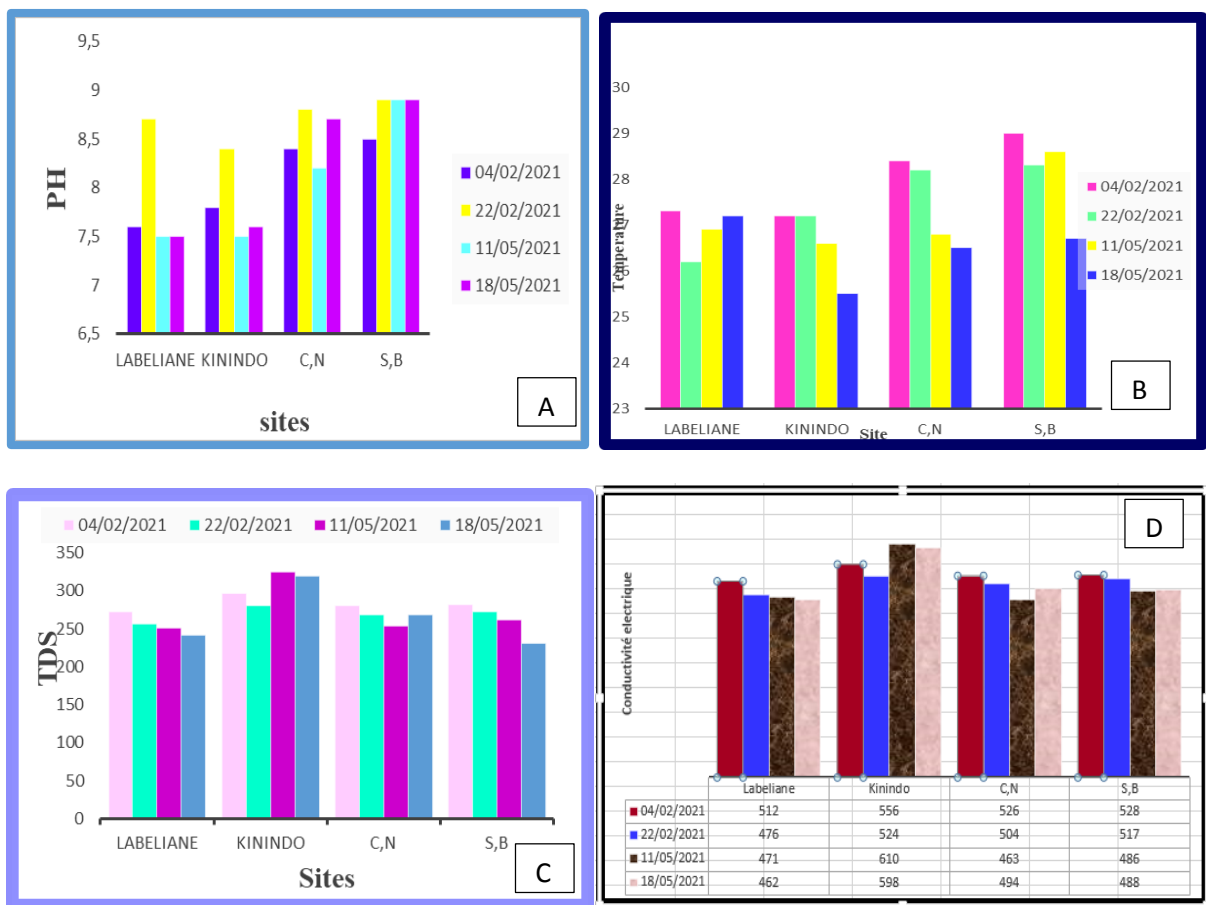 9,5
9
8,5
8
7,5
7
6,5
PH
LABELIANE KININDO C,N S,B
sites
04/02/2021
22/02/2021
11/05/2021
18/05/2021
A
30
29
28
27
26
25
24
23
Temperature
LABELIANE KININDO C,N S,B
Site
04/02/2021
22/02/2021
11/05/2021
18/05/2021
B
04/02/2021 22/02/2021 11/05/2021 18/05/2021
350
300
250
200
150
100
50
0
TDS
LABELIANE KININDO C,N S,B
Sites
C
D
Conductivité electrique
Labeliane Kinindo C,N S,B
04/02/2021 512 556 526 528
22/02/2021 476 524 504 517
11/05/2021 471 610 463 486
18/05/2021 462 598 494 488